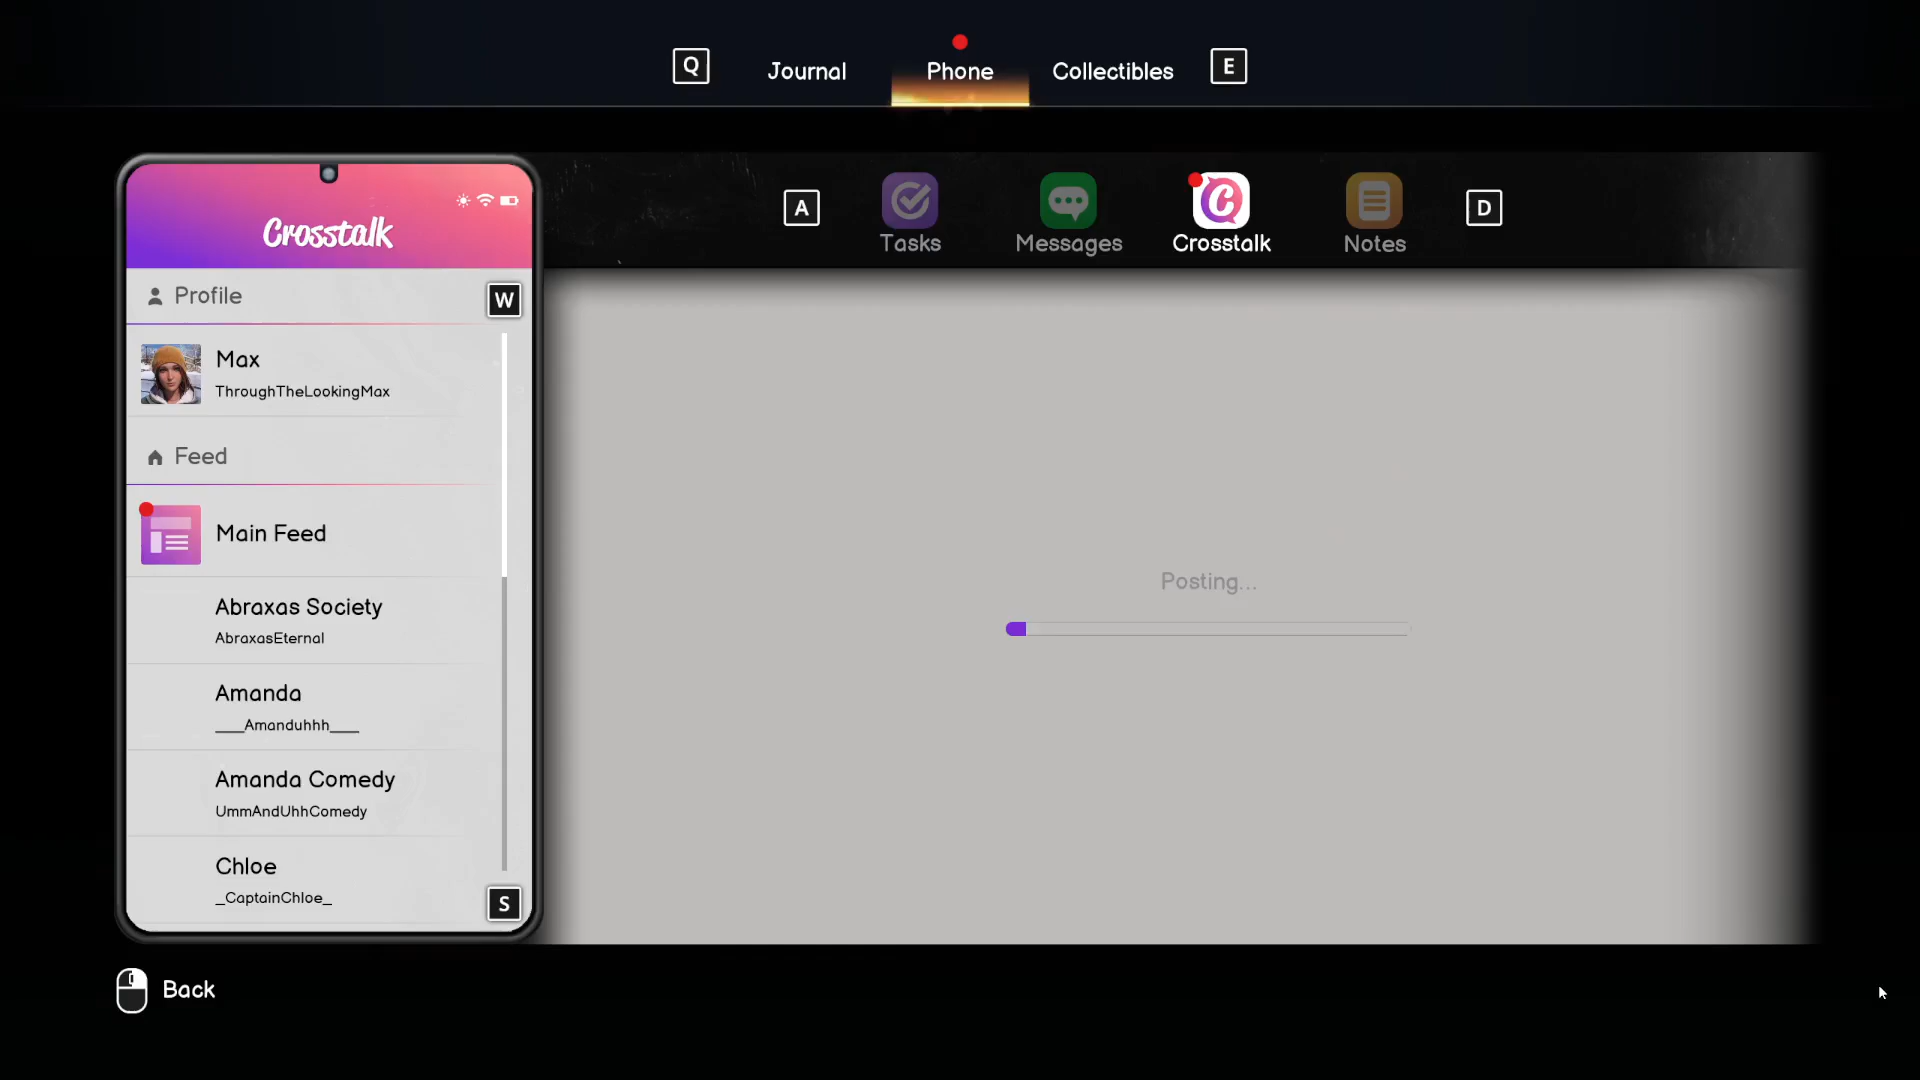 Q Journal Phone Collectibles E
A Tasks Messages Crosstalk Notes D
Crosstalk
Profile W
Max
ThroughTheLookingMax
Feed
Main Feed
Abraxas Society
AbraxasEternal
Amanda
____Amanduhhh____
Amanda Comedy
UmmAndUhhComedy
Chloe
_CaptainChloe_
S
Posting...
Back